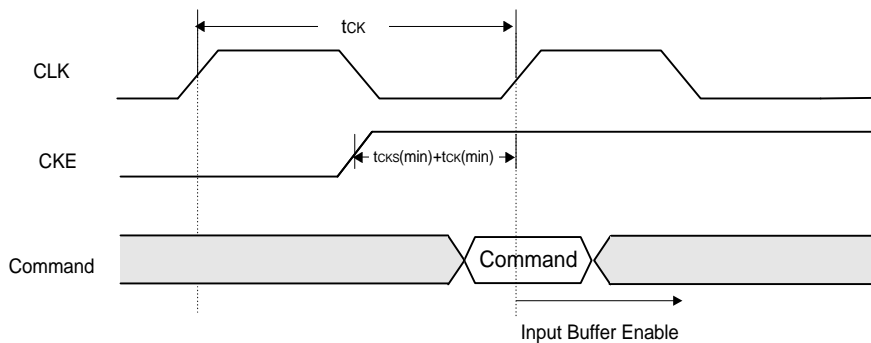 tCK
CLK
CKE
tCKS(min)+tCK(min)
Command
Command
Input Buffer Enable